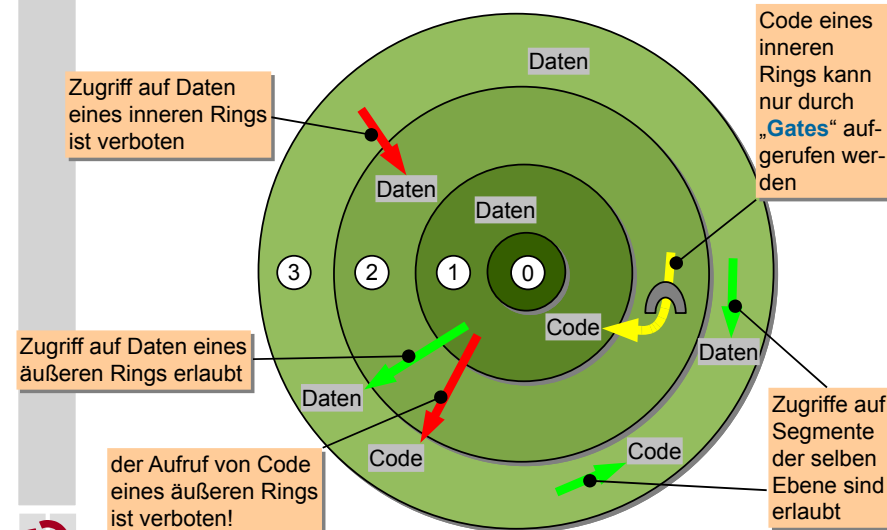 Code eines
inneren
Rings kann
nur durch
„Gates“ auf-
gerufen wer-
den
Daten
Zugriff auf Daten
eines inneren Rings
ist verboten
Daten
Daten
3
2
1
0
Code
Daten
Zugriff auf Daten eines
äußeren Rings erlaubt
Daten
Code
Code
Zugriffe auf
Segmente
der selben
Ebene sind
erlaubt
der Aufruf von Code
eines äußeren Rings
ist verboten!